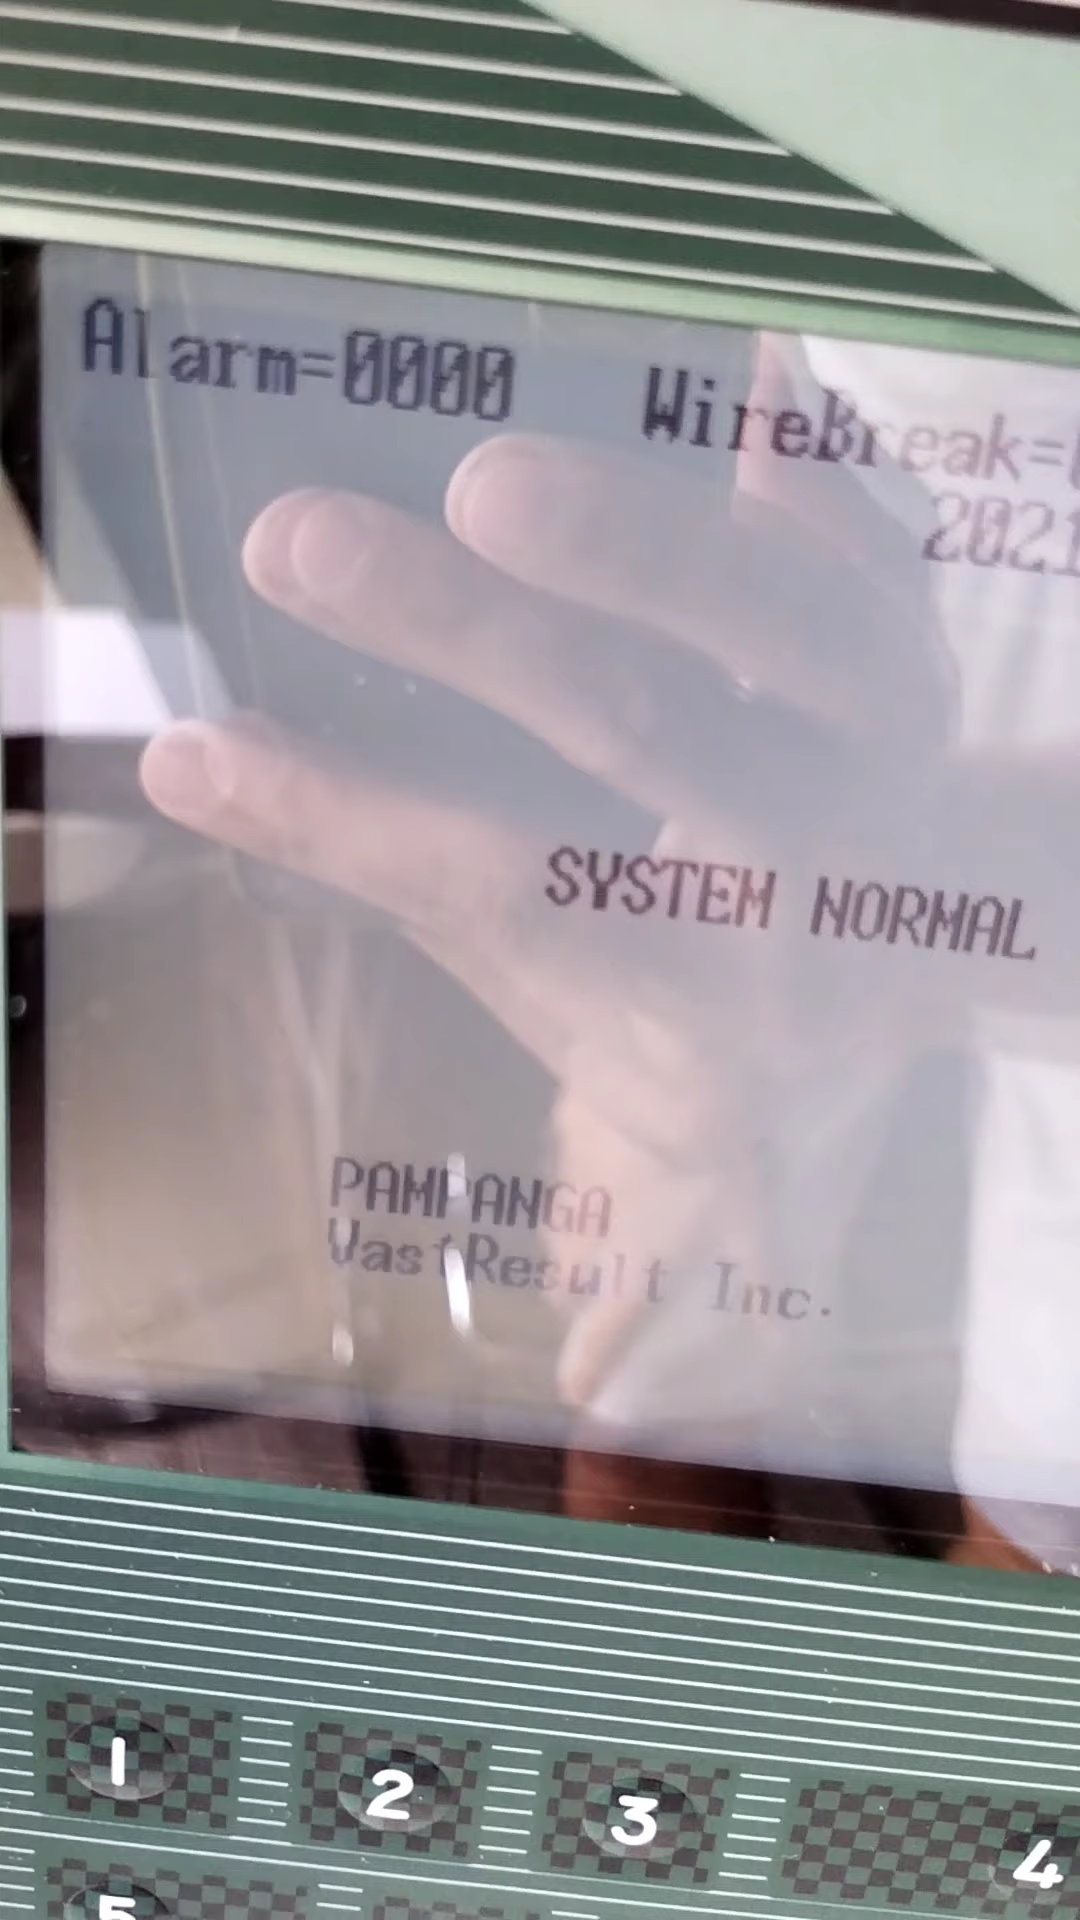 Alarm=0000 WireBreak=
2021
SYSTEM NORMAL
PAMPANGA
VastResult Inc.
1 2 3 4
5